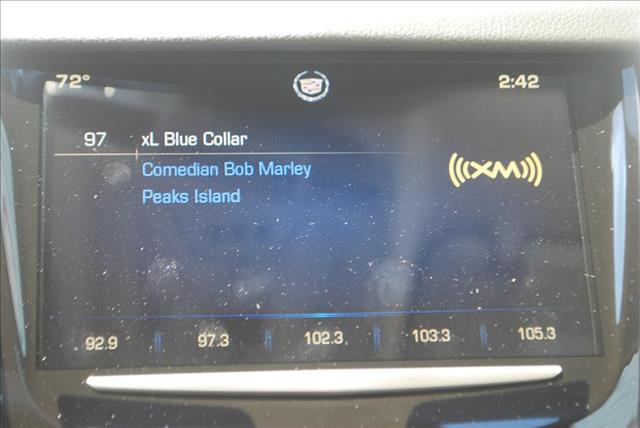 72° 2:42
97 xL Blue Collar
Comedian Bob Marley
XM
Peaks Island
92.9 97.3 102.3 103.3 105.3